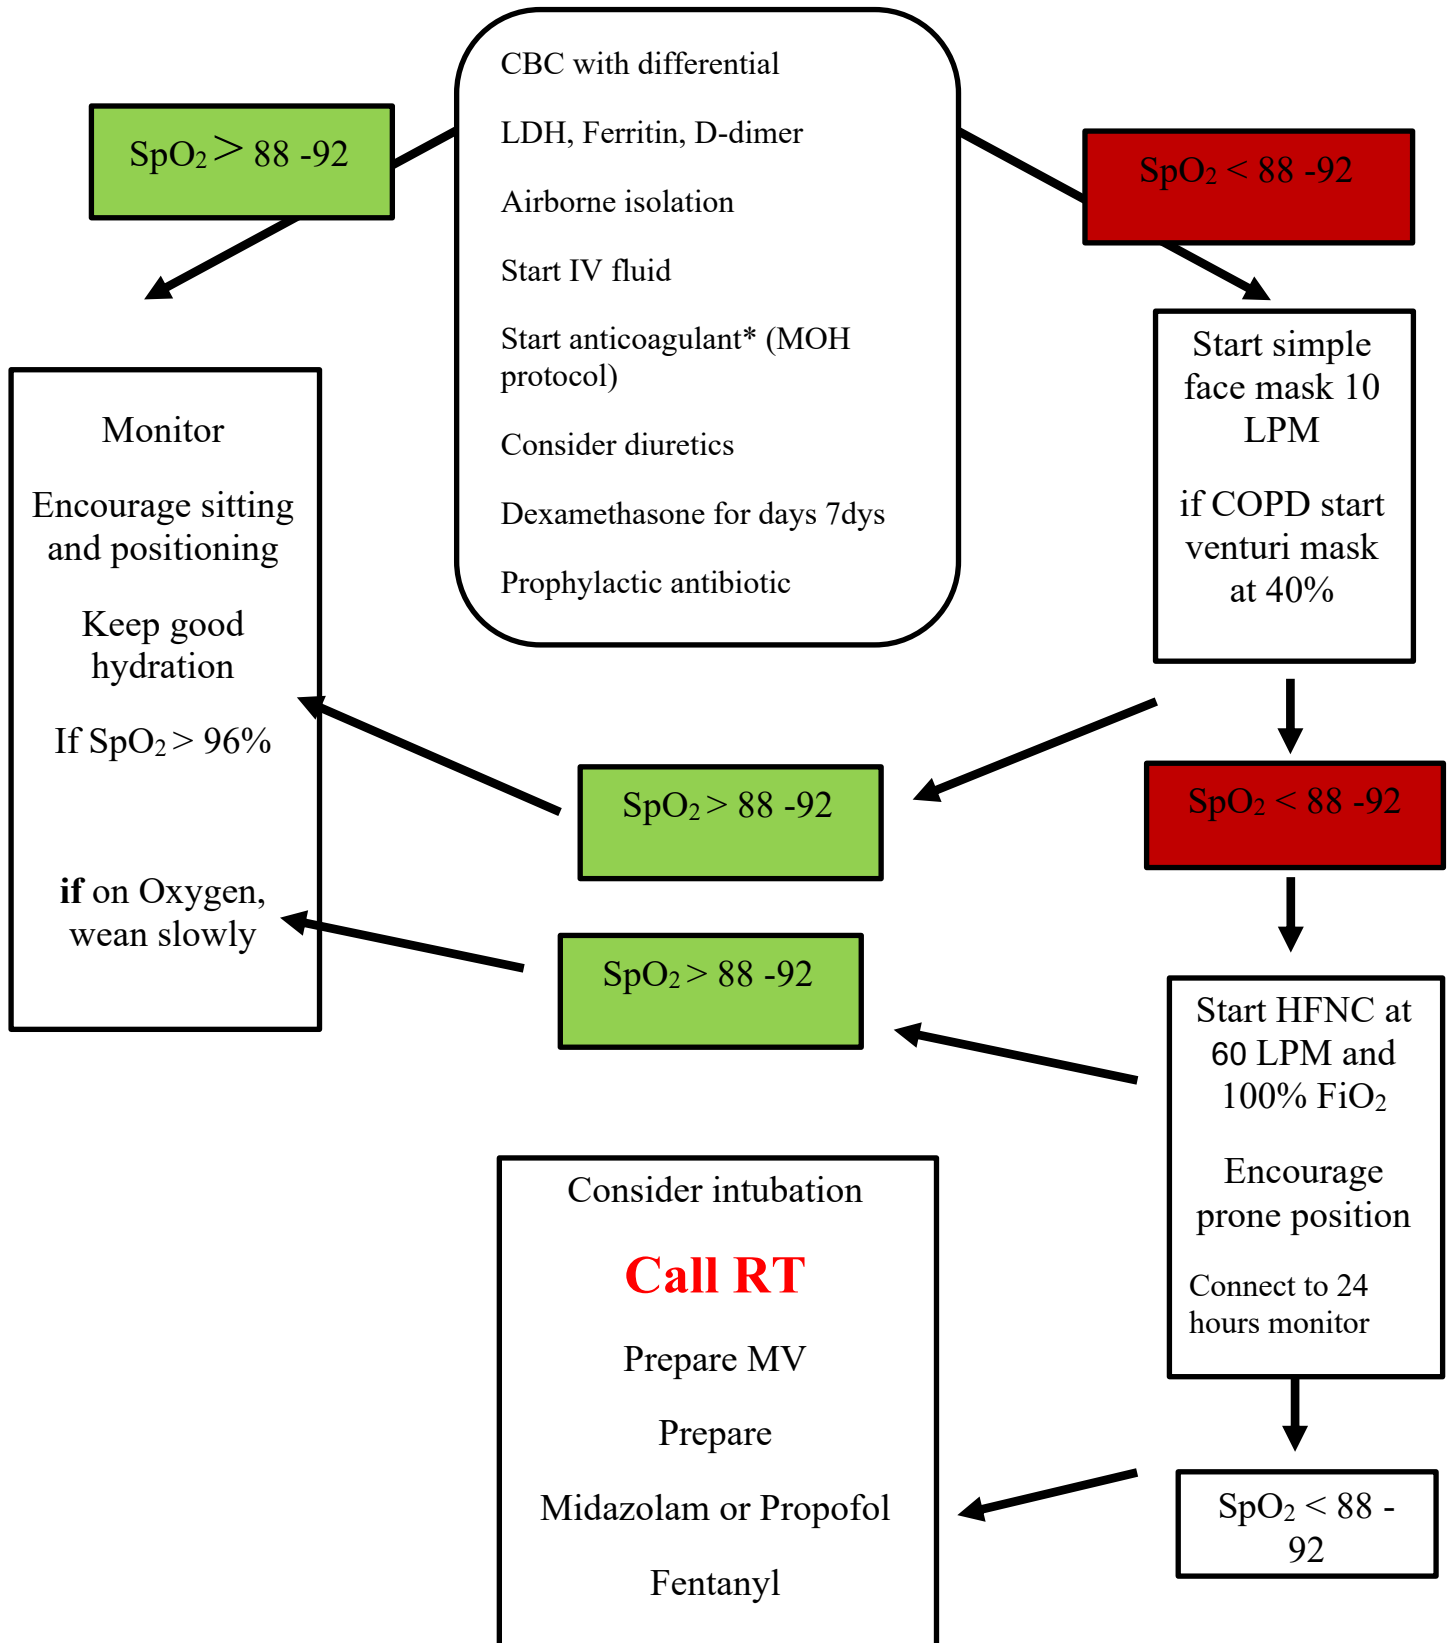 CBC with differential
LDH, Ferritin, D-dimer
Airborne isolation
Start IV fluid
Start anticoagulant* (MOH
protocol)
Consider diuretics
Dexamethasone for days 7dys
Prophylactic antibiotic
SpO₂ > 88 -92
SpO₂ < 88 -92
Monitor
Encourage sitting
and positioning
Keep good
hydration
If SpO₂ > 96%
if on Oxygen,
wean slowly
Start simple
face mask 10
LPM
if COPD start
venturi mask
at 40%
SpO₂ > 88 -92
SpO₂ < 88 -92
SpO₂ > 88 -92
Start HFNC at
60 LPM and
100% FiO₂
Encourage
prone position
Connect to 24
hours monitor
SpO₂ < 88 -
92
Consider intubation
Call RT
Prepare MV
Prepare
Midazolam or Propofol
Fentanyl